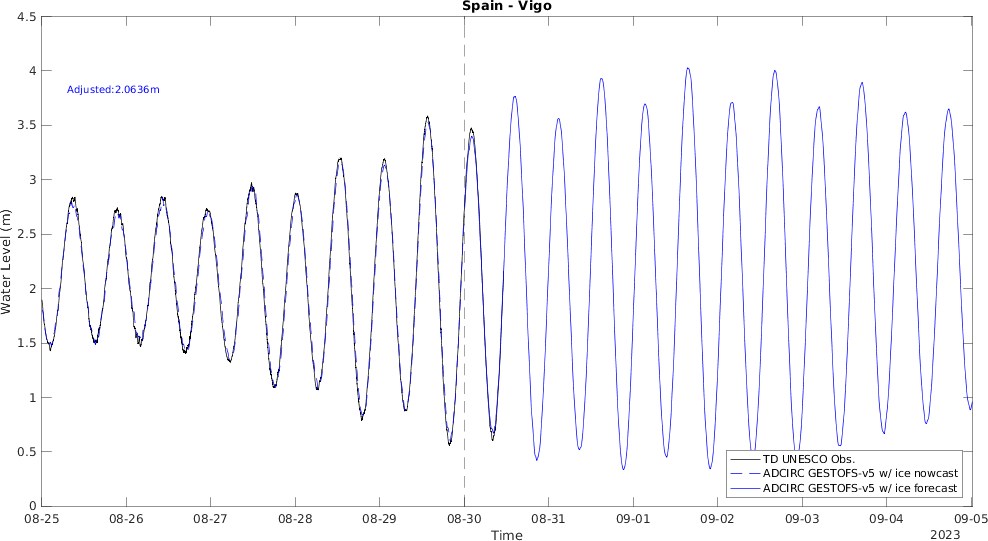 Spain - Vigo
4.5
4
3.5
3
2.5
2
1.5
1
0.5
0
Water Level (m)
Adjusted:2.0636m
TD UNESCO Obs.
ADCIRC GESTOFS-v5 w/ ice nowcast
ADCIRC GESTOFS-v5 w/ ice forecast
08-25 08-26 08-27 08-28 08-29 08-30 08-31 09-01 09-02 09-03 09-04 09-05
Time
2023